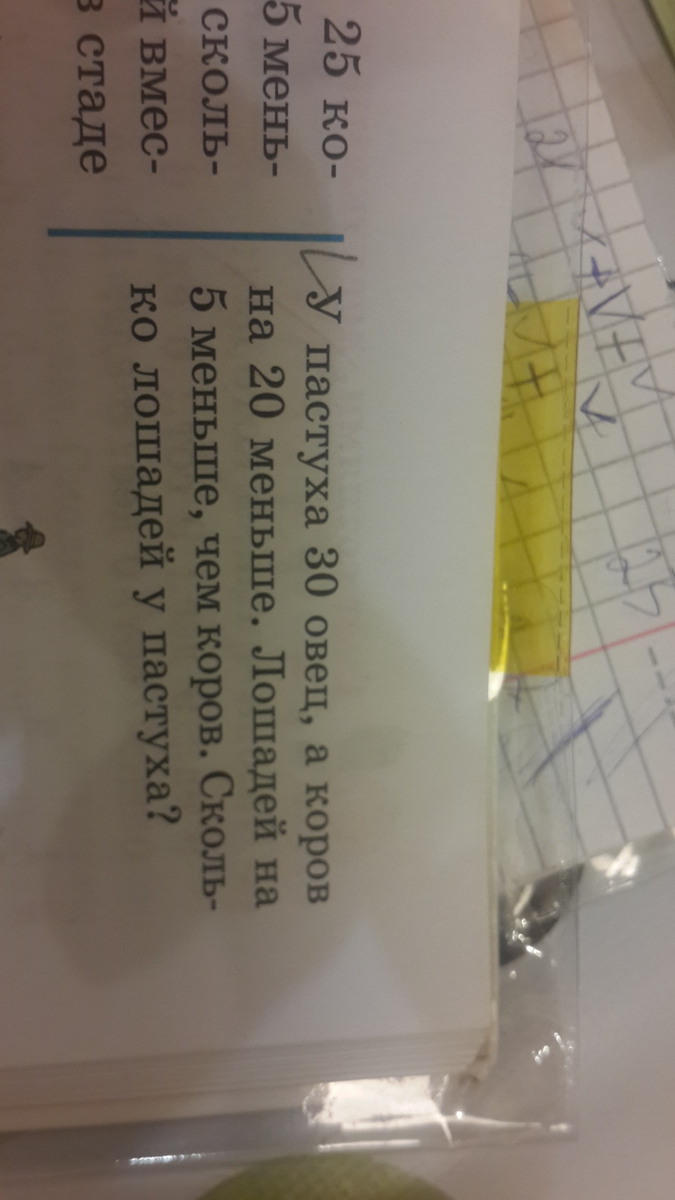 25 ко-
5 мень-
сколь-
й вмес-
в стаде
У пастуха 30 овец, а коров
на 20 меньше. Лошадей на
5 меньше, чем коров. Сколь-
ко лошадей у пастуха?